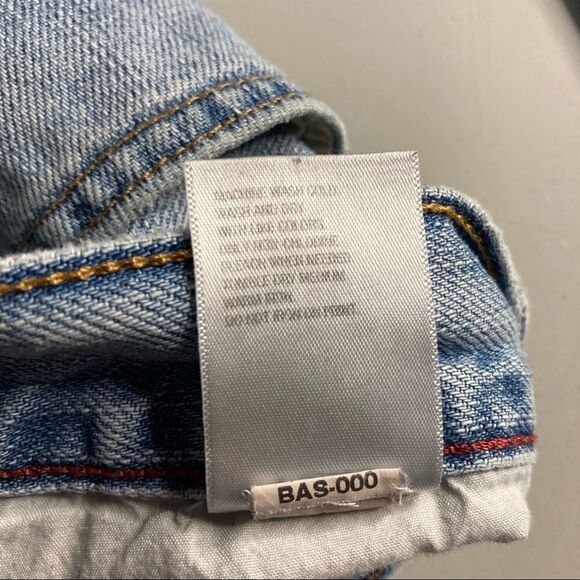 MACHINE WASH COLD
WASH AND DRY
WITH LIKE COLORS.
ONLY NON CHLORINE
BLEACH WHEN NEEDED
TUMBLE DRY MEDIUM
WARM IRON
DO NOT IRON ON PRINT
BAS-000